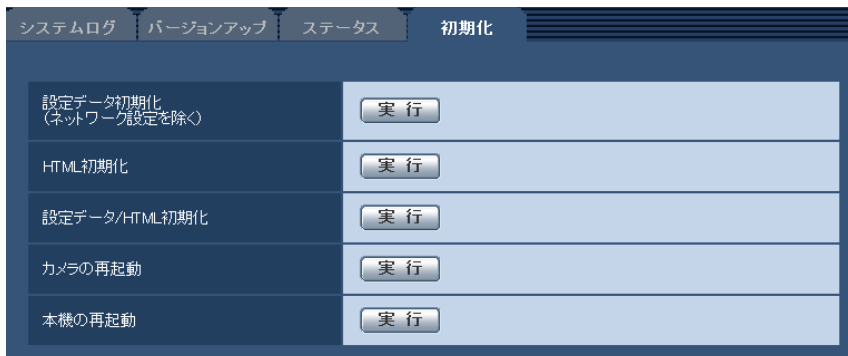 システムログ バージョンアップ ステータス 初期化
設定データ初期化
(ネットワーク設定を除く)
実 行
HTML初期化
実 行
設定データ/HTML初期化
実 行
カメラの再起動
実 行
本機の再起動
実 行